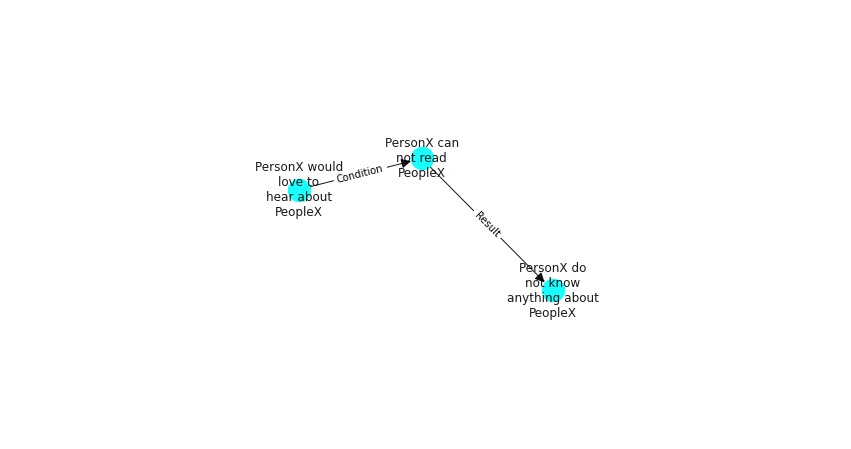 PersonX would
love to
hear about
PeopleX
Condition
PersonX can
not read
PeopleX
Result
PersonX do
not know
anything about
PeopleX